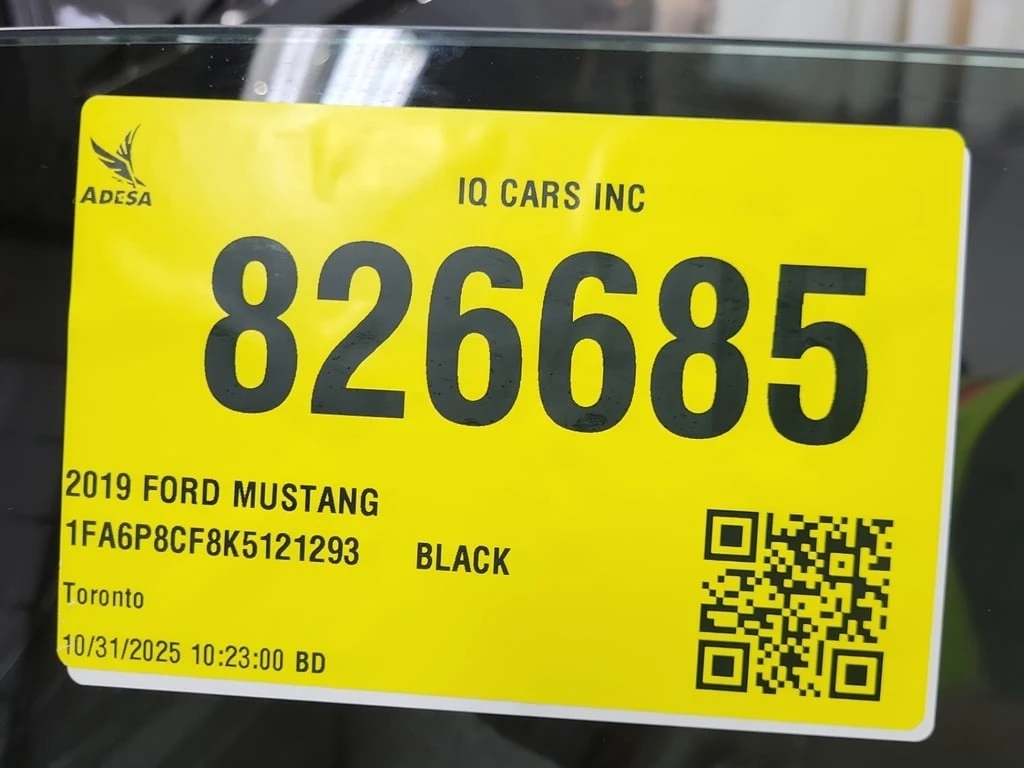 ADESA
IQ CARS INC
826685
2019 FORD MUSTANG
1FA6P8CF8K5121293 BLACK
Toronto
10/31/2025 10:23:00 BD